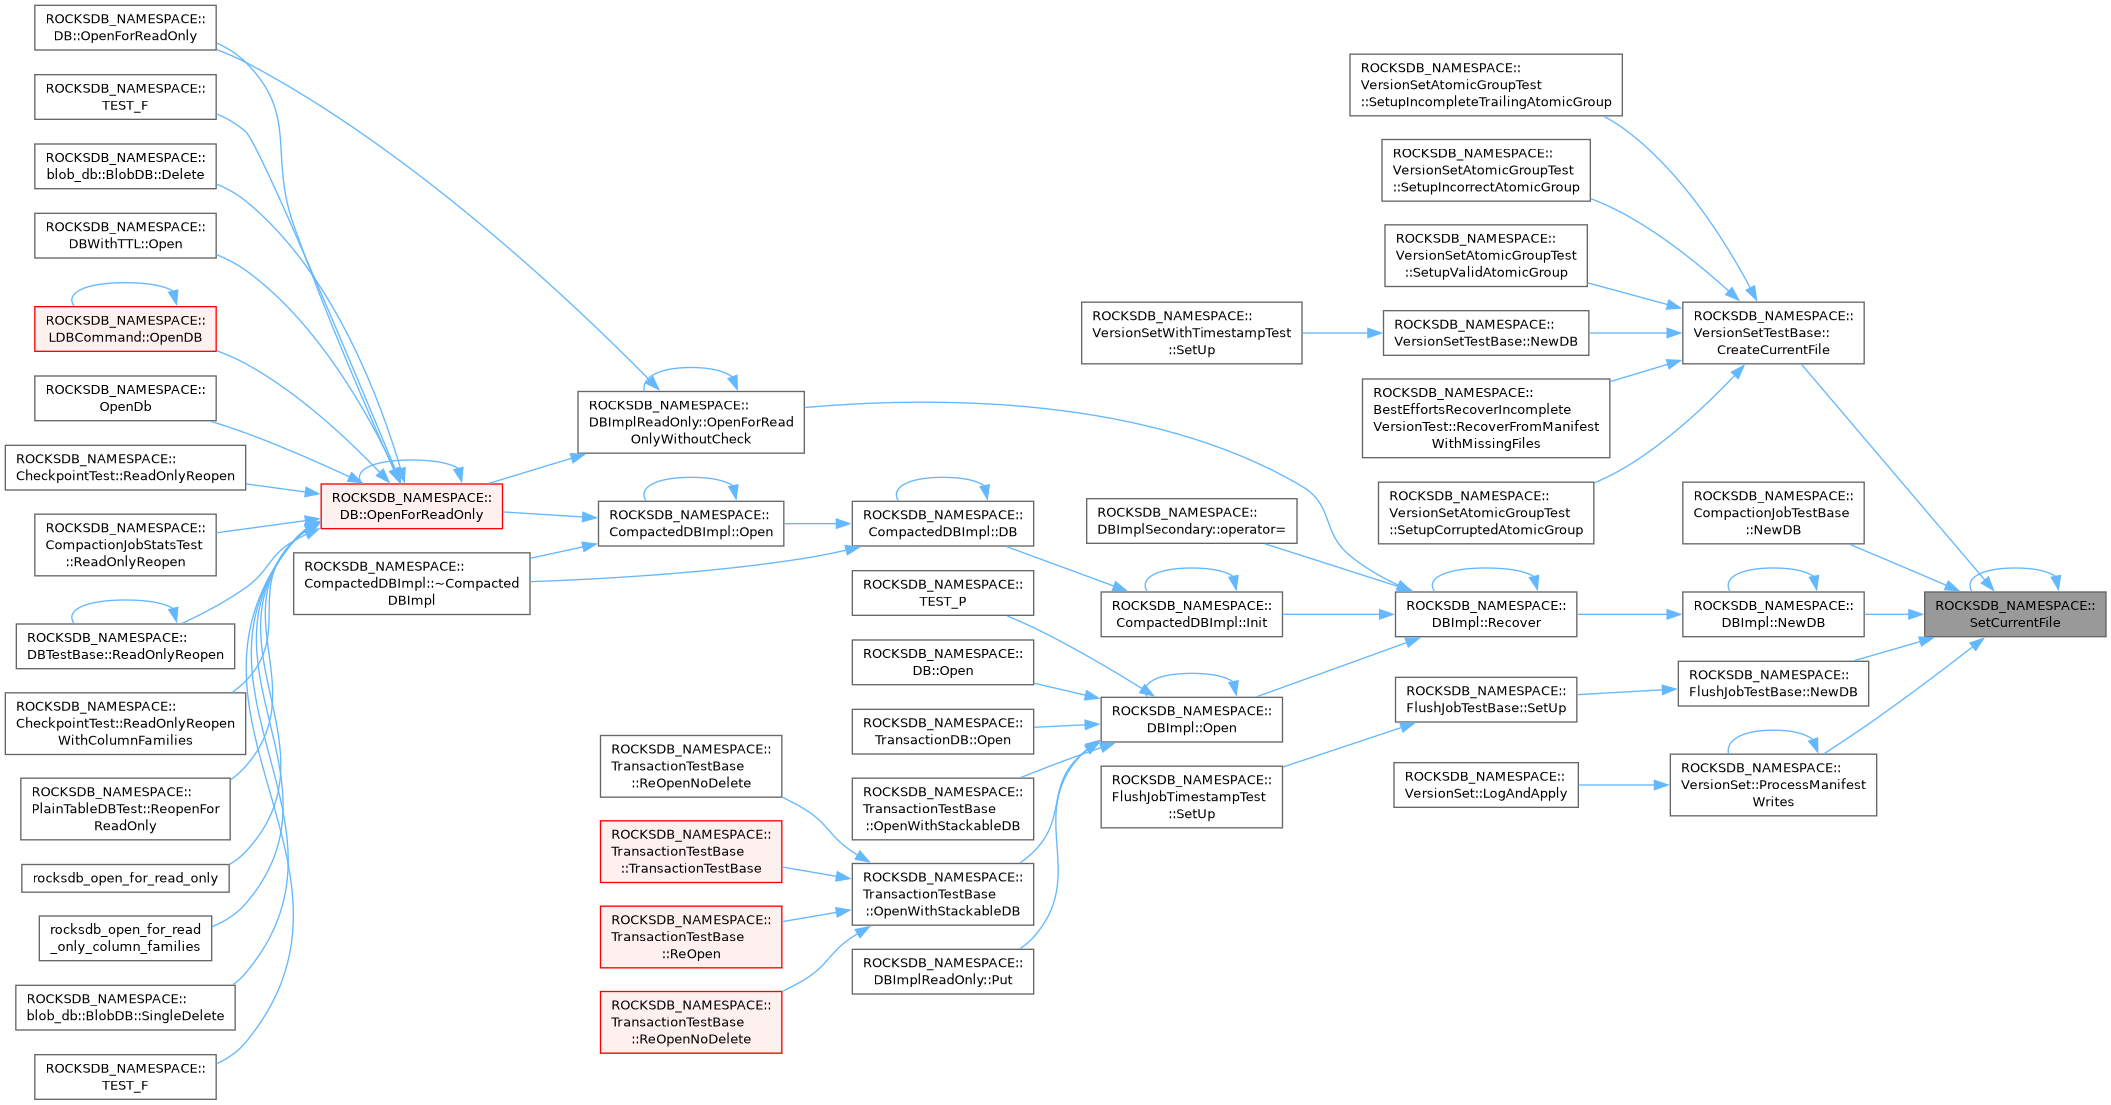 ROCKSDB_NAMESPACE::
DB::OpenForReadOnly
ROCKSDB_NAMESPACE::
TEST_F
ROCKSDB_NAMESPACE::
blob_db::BlobDB::Delete
ROCKSDB_NAMESPACE::
DBWithTTL::Open
ROCKSDB_NAMESPACE::
LDBCommand::OpenDB
ROCKSDB_NAMESPACE::
OpenDb
ROCKSDB_NAMESPACE::
CheckpointTest::ReadOnlyReopen
ROCKSDB_NAMESPACE::
CompactionJobStatsTest
::ReadOnlyReopen
ROCKSDB_NAMESPACE::
DBTestBase::ReadOnlyReopen
ROCKSDB_NAMESPACE::
CheckpointTest::ReadOnlyReopen
WithColumnFamilies
ROCKSDB_NAMESPACE::
PlainTableDBTest::ReopenFor
ReadOnly
rocksdb_open_for_read_only
rocksdb_open_for_read
_only_column_families
ROCKSDB_NAMESPACE::
blob_db::BlobDB::SingleDelete
ROCKSDB_NAMESPACE::
TEST_F
ROCKSDB_NAMESPACE::
DB::OpenForReadOnly
ROCKSDB_NAMESPACE::
CompactedDBImpl::~Compacted
DBImpl
ROCKSDB_NAMESPACE::
DBImplReadOnly::OpenForRead
OnlyWithoutCheck
ROCKSDB_NAMESPACE::
CompactedDBImpl::Open
ROCKSDB_NAMESPACE::
TransactionTestBase
::ReOpenNoDelete
ROCKSDB_NAMESPACE::
TransactionTestBase
::TransactionTestBase
ROCKSDB_NAMESPACE::
TransactionTestBase
::ReOpen
ROCKSDB_NAMESPACE::
TransactionTestBase
::ReOpenNoDelete
ROCKSDB_NAMESPACE::
CompactedDBImpl::DB
ROCKSDB_NAMESPACE::
TEST_P
ROCKSDB_NAMESPACE::
DB::Open
ROCKSDB_NAMESPACE::
TransactionDB::Open
ROCKSDB_NAMESPACE::
TransactionTestBase
::OpenWithStackableDB
ROCKSDB_NAMESPACE::
TransactionTestBase
::OpenWithStackableDB
ROCKSDB_NAMESPACE::
DBImplReadOnly::Put
ROCKSDB_NAMESPACE::
VersionSetWithTimestampTest
::SetUp
ROCKSDB_NAMESPACE::
DBImplSecondary::operator=
ROCKSDB_NAMESPACE::
CompactedDBImpl::Init
ROCKSDB_NAMESPACE::
DBImpl::Open
ROCKSDB_NAMESPACE::
FlushJobTimestampTest
::SetUp
ROCKSDB_NAMESPACE::
VersionSetAtomicGroupTest
::SetupIncompleteTrailingAtomicGroup
ROCKSDB_NAMESPACE::
VersionSetAtomicGroupTest
::SetupIncorrectAtomicGroup
ROCKSDB_NAMESPACE::
VersionSetAtomicGroupTest
::SetupValidAtomicGroup
ROCKSDB_NAMESPACE::
VersionSetTestBase::NewDB
ROCKSDB_NAMESPACE::
BestEffortsRecoverIncomplete
VersionTest::RecoverFromManifest
WithMissingFiles
ROCKSDB_NAMESPACE::
VersionSetAtomicGroupTest
::SetupCorruptedAtomicGroup
ROCKSDB_NAMESPACE::
DBImpl::Recover
ROCKSDB_NAMESPACE::
FlushJobTestBase::SetUp
ROCKSDB_NAMESPACE::
VersionSet::LogAndApply
ROCKSDB_NAMESPACE::
VersionSetTestBase::
CreateCurrentFile
ROCKSDB_NAMESPACE::
CompactionJobTestBase
::NewDB
ROCKSDB_NAMESPACE::
DBImpl::NewDB
ROCKSDB_NAMESPACE::
FlushJobTestBase::NewDB
ROCKSDB_NAMESPACE::
VersionSet::ProcessManifest
Writes
ROCKSDB_NAMESPACE::
SetCurrentFile